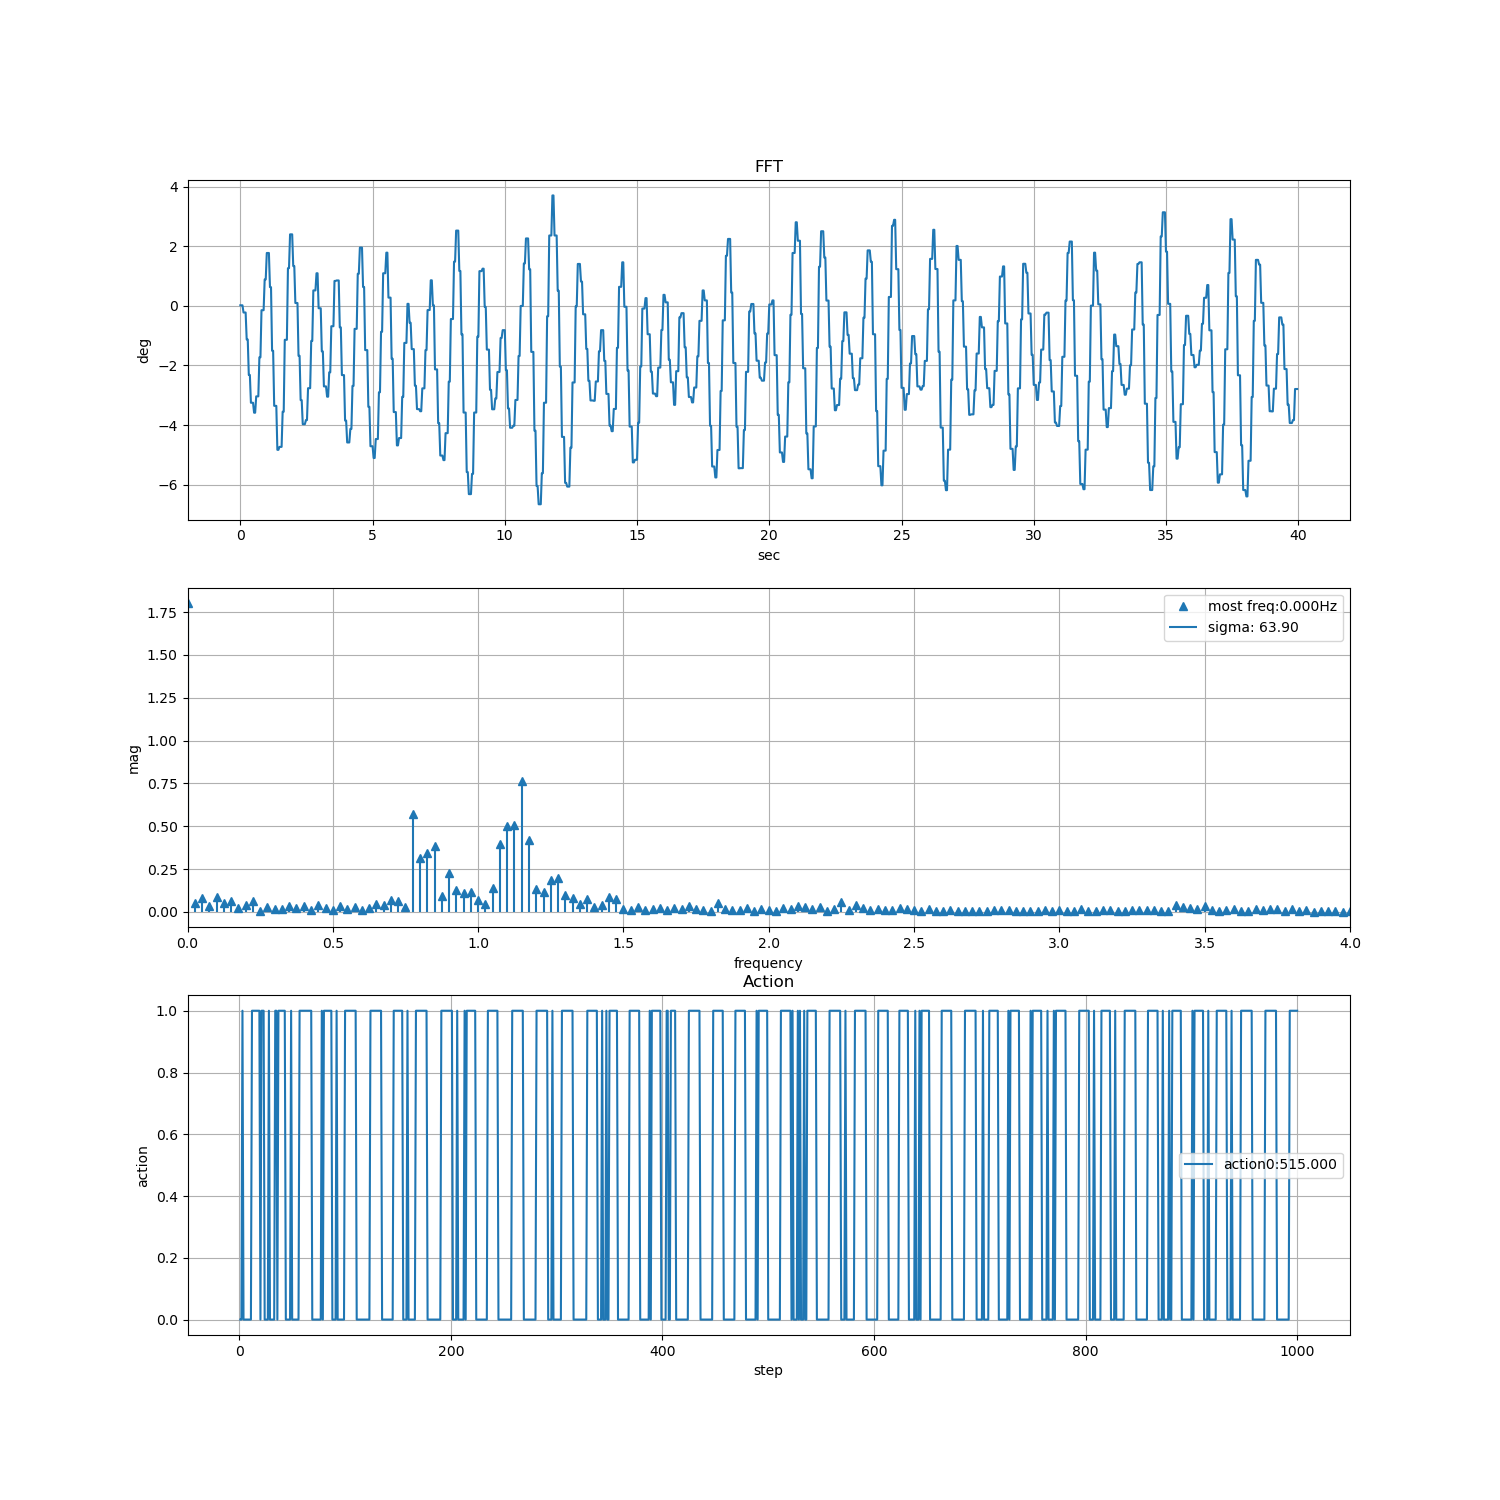 FFT
4
2
0
−2
−4
−6
deg
0 5 10 15 20 25 30 35 40
sec
1.75
1.50
1.25
1.00
0.75
0.50
0.25
0.00
mag
most freq:0.000Hz
sigma: 63.90
0.0 0.5 1.0 1.5 2.0 2.5 3.0 3.5 4.0
frequency
Action
1.0
0.8
0.6
0.4
0.2
0.0
action
action0:515.000
0 200 400 600 800 1000
step